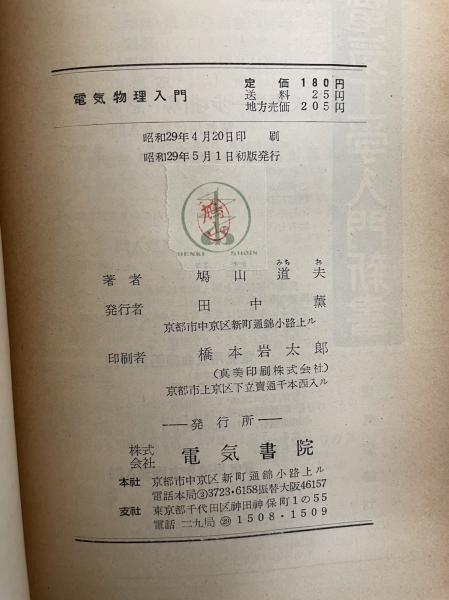 電気物理入門
定価 180円
送料 25円
地方売価 205円
昭和29年4月20日印刷
昭和29年5月1日初版発行
鳩山
DENKI SHOIN
著者 鳩山道夫
みち お
発行者 田中薫
京都市中京区新町通錦小路上ル
印刷者 橋本岩太郎
(真美印刷株式会社)
京都市上京区下立賣通千本西入ル
——発行所——
株式会社 電気書院
本社 京都市中京区新町通錦小路上ル
電話本局②3723・6158振替大阪46157
支社 東京都千代田区神田神保町1の55
電話 二九局 ㉙ 1508・1509